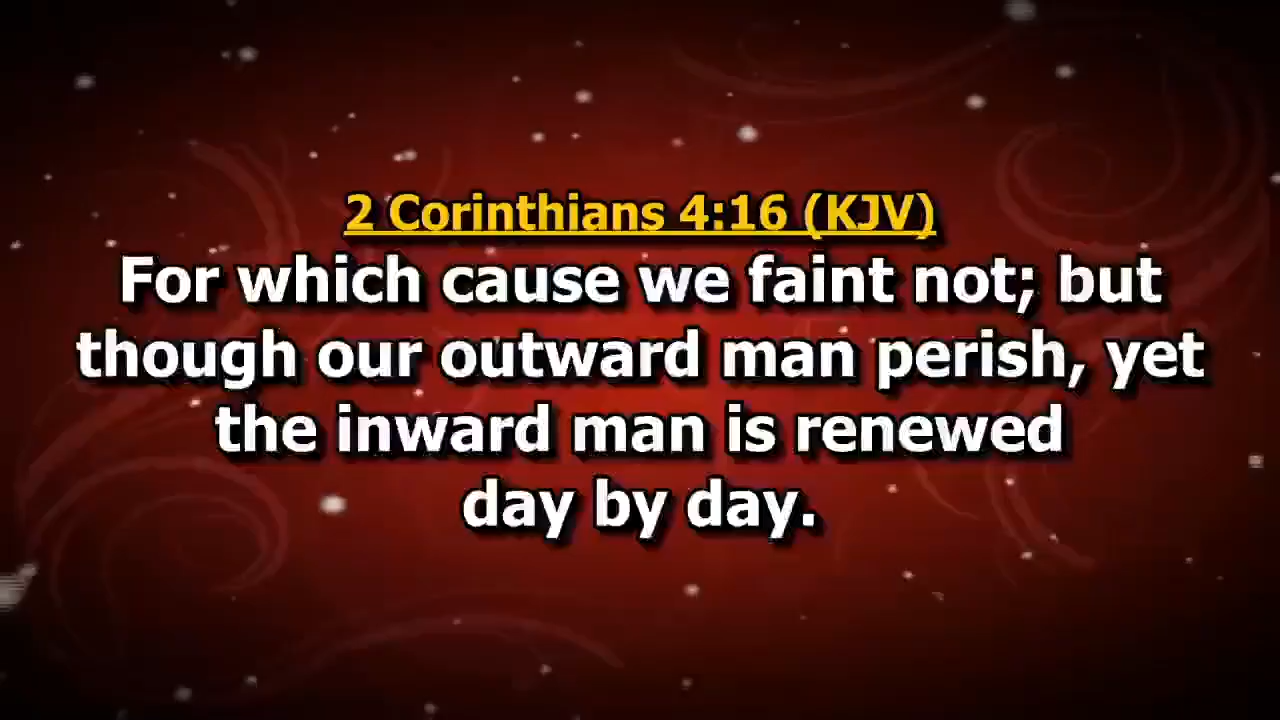 2 Corinthians 4:16 (KJV)
For which cause we faint not; but
though our outward man perish, yet
the inward man is renewed
day by day.